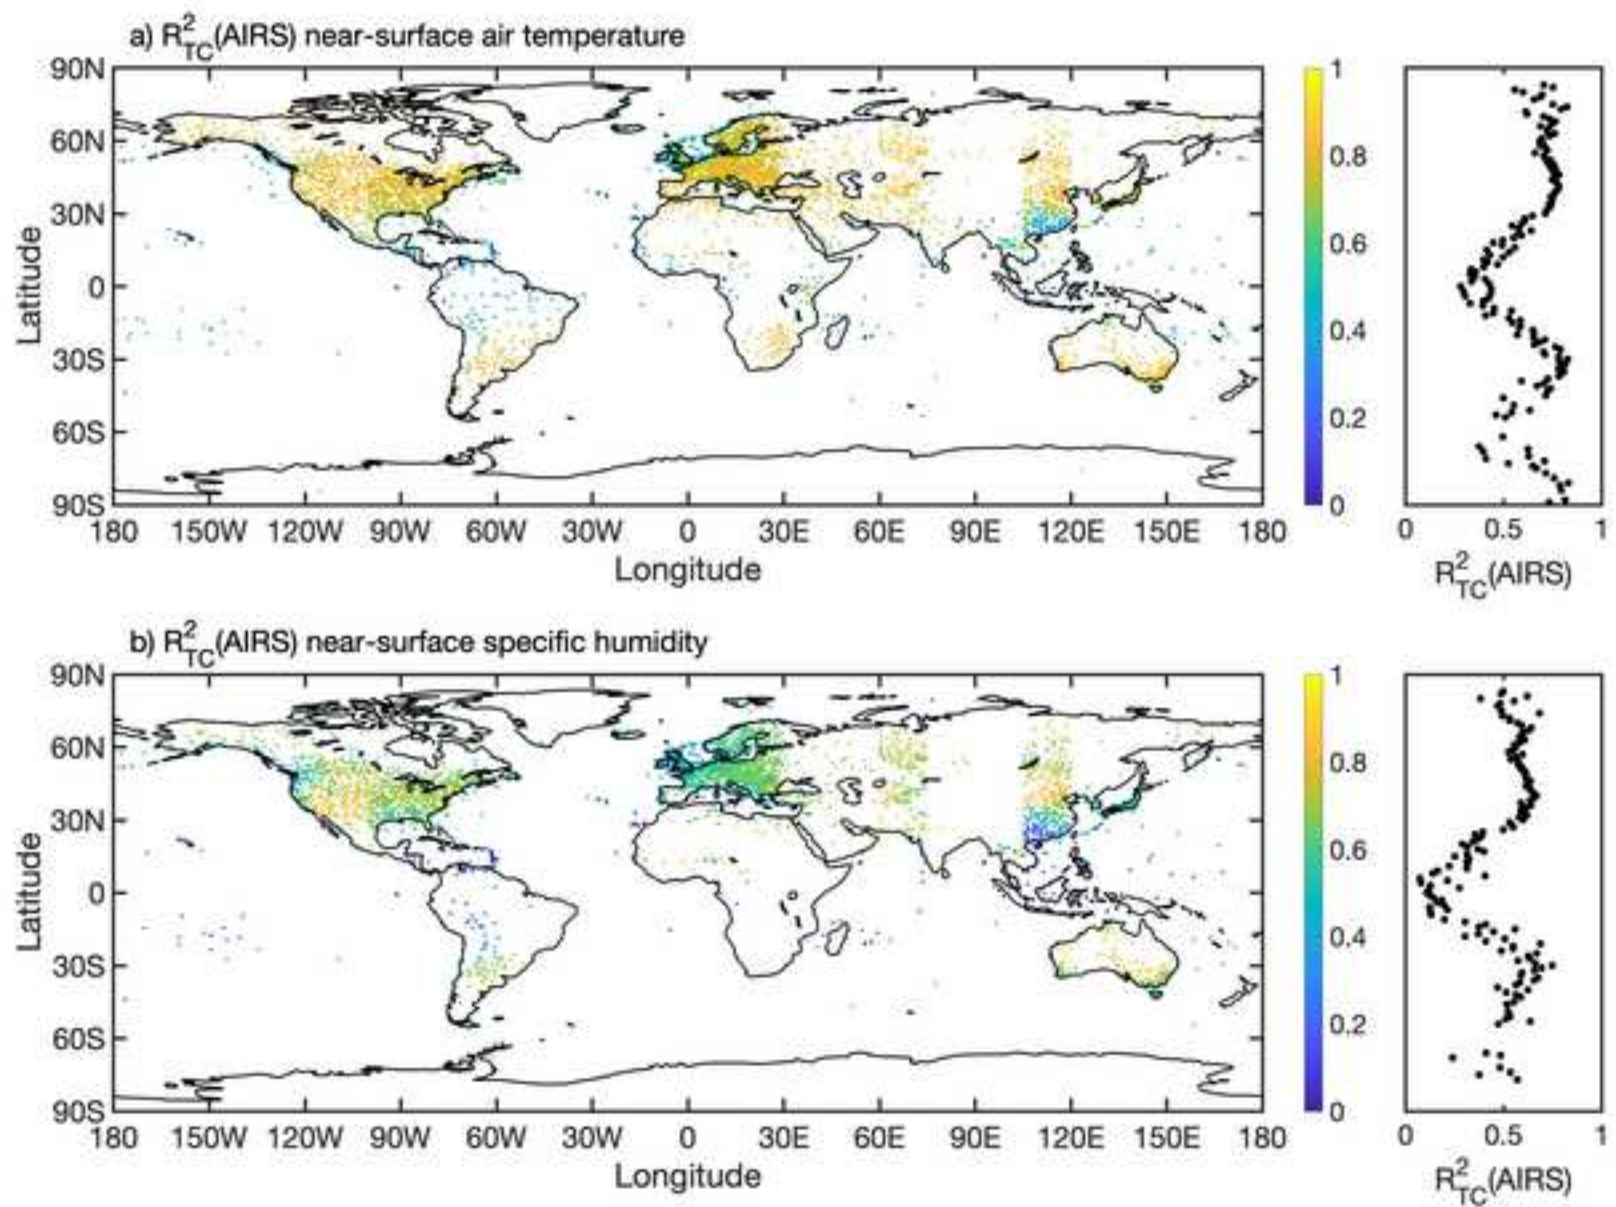 a) R²TC(AIRS) near-surface air temperature
90N
60N
30N
0
30S
60S
90S
Latitude
180 150W 120W 90W 60W 30W 0 30E 60E 90E 120E 150E 180
Longitude
1
0.8
0.6
0.4
0.2
0
0 0.5 1
R²TC(AIRS)
b) R²TC(AIRS) near-surface specific humidity
90N
60N
30N
0
30S
60S
90S
Latitude
180 150W 120W 90W 60W 30W 0 30E 60E 90E 120E 150E 180
Longitude
1
0.8
0.6
0.4
0.2
0
0 0.5 1
R²TC(AIRS)